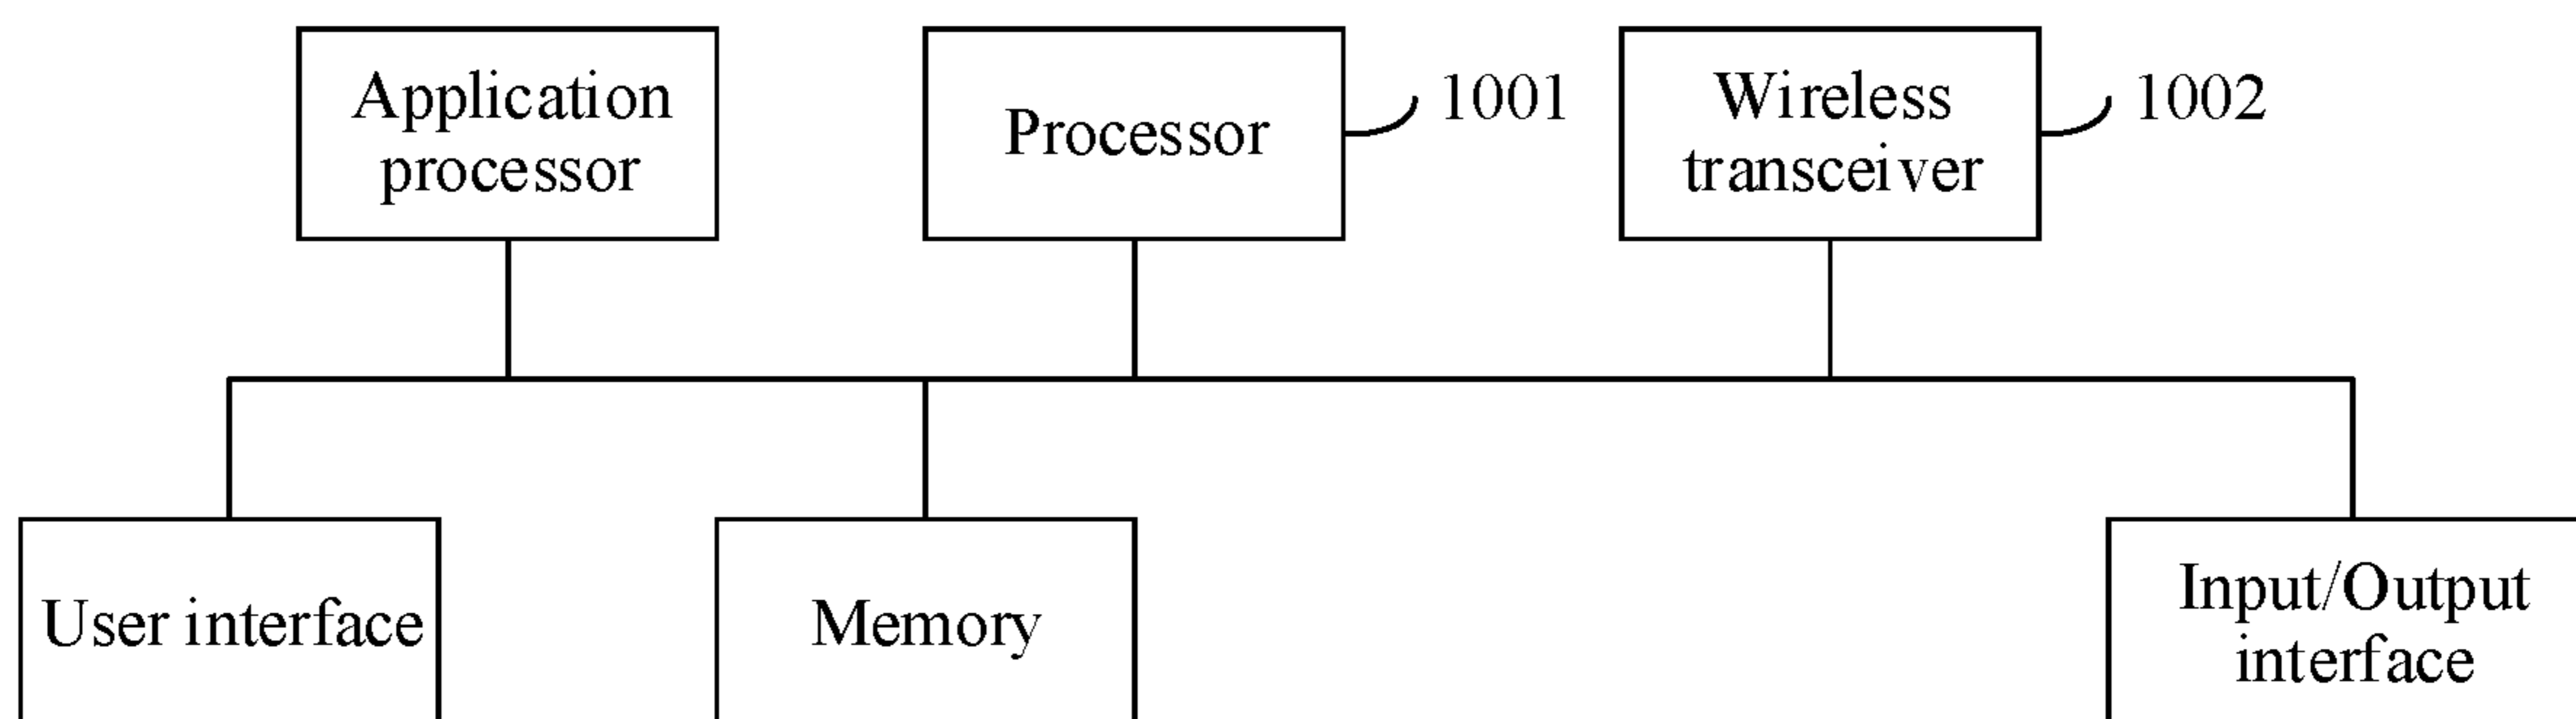 Application
processor
Processor
1001
Wireless
transceiver
1002
User interface
Memory
Input/Output
interface